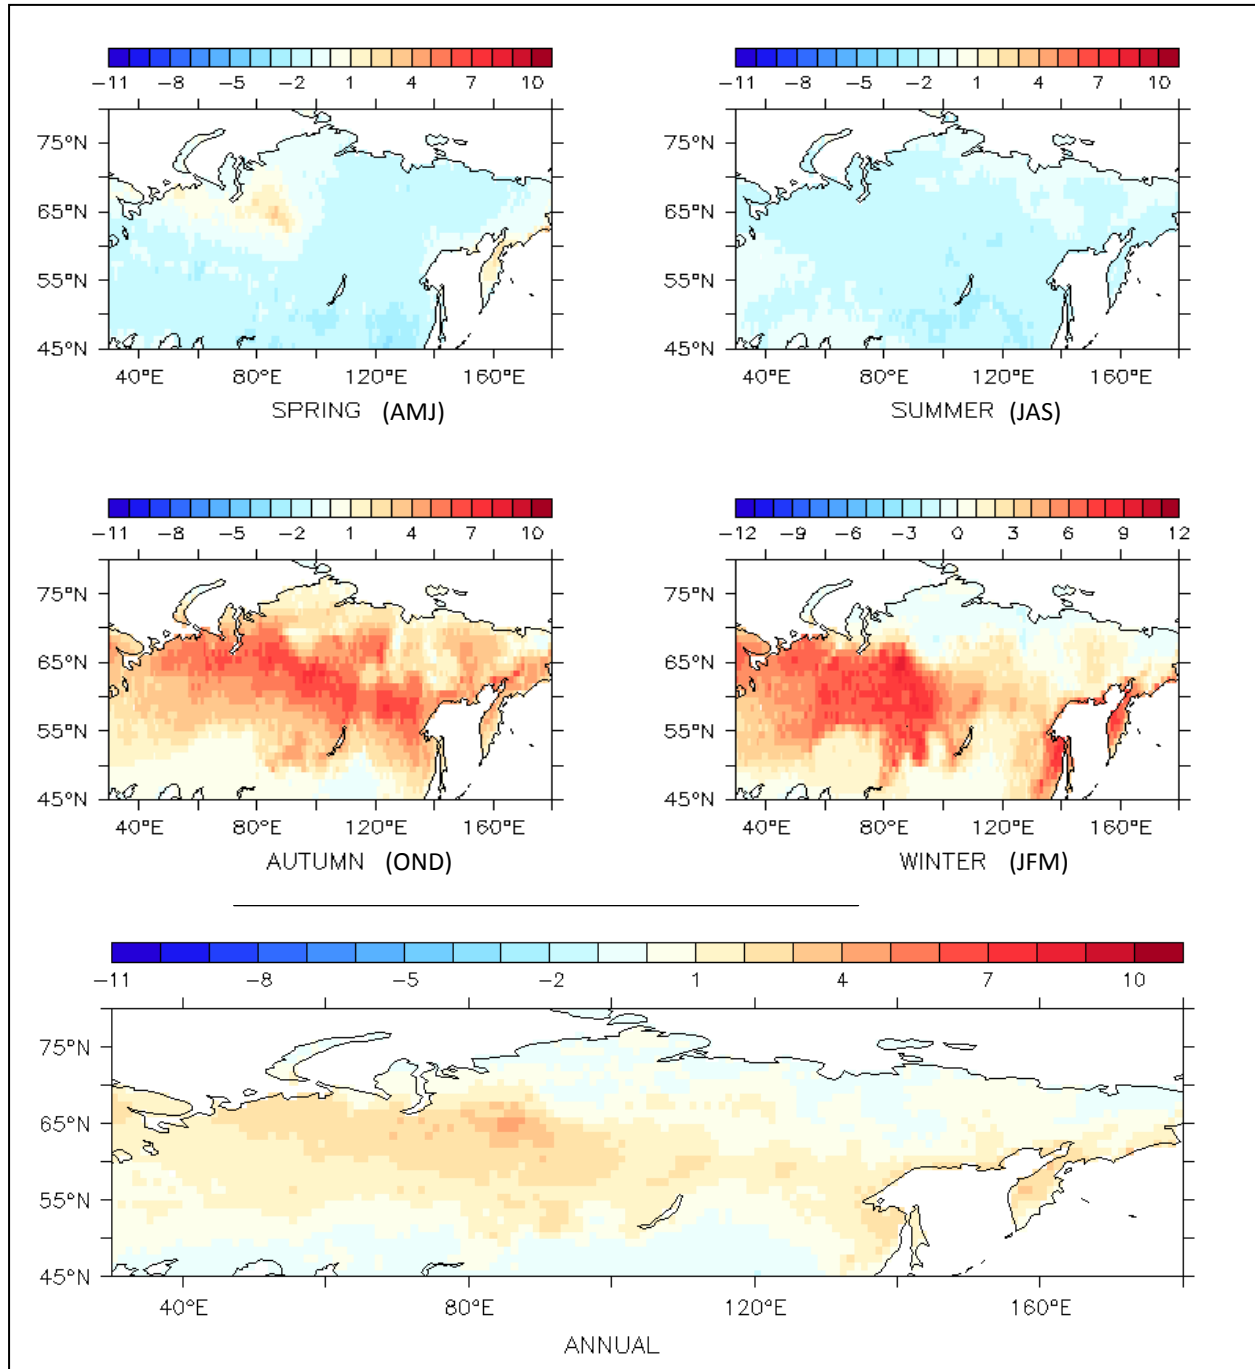 −11 −8 −5 −2 1 4 7 10
−11 −8 −5 −2 1 4 7 10
75°N
65°N
55°N
45°N
40°E 80°E 120°E 160°E
SPRING (AMJ)
75°N
65°N
55°N
45°N
40°E 80°E 120°E 160°E
SUMMER (JAS)
−11 −8 −5 −2 1 4 7 10
−12 −9 −6 −3 0 3 6 9 12
75°N
65°N
55°N
45°N
40°E 80°E 120°E 160°E
AUTUMN (OND)
75°N
65°N
55°N
45°N
40°E 80°E 120°E 160°E
WINTER (JFM)
−11 −8 −5 −2 1 4 7 10
75°N
65°N
55°N
45°N
40°E 80°E 120°E 160°E
ANNUAL